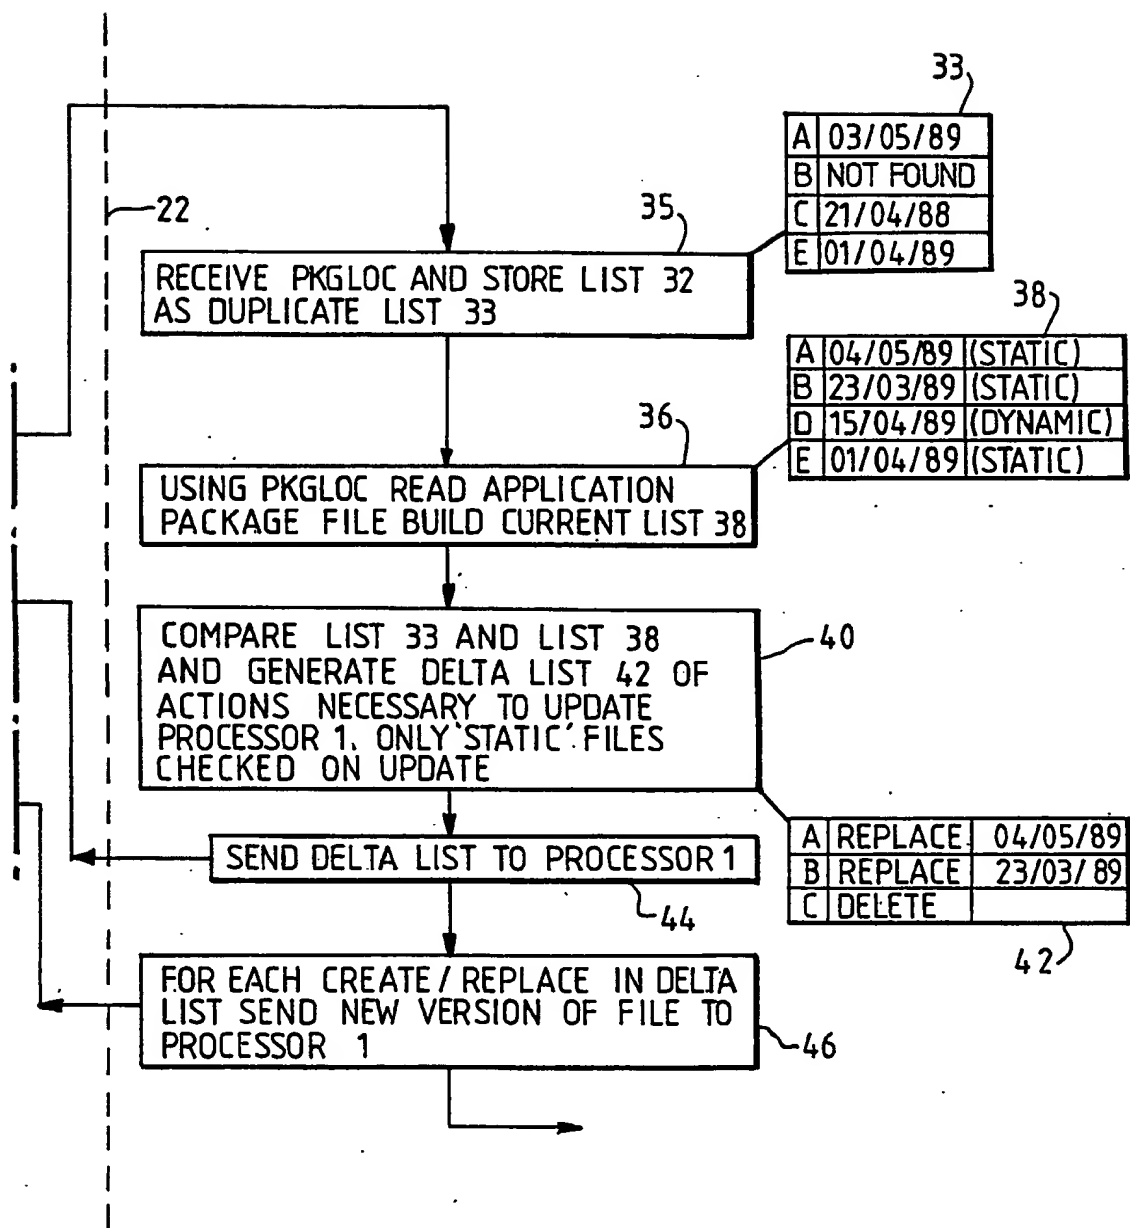 33
A 03/05/89
B NOT FOUND
C 21/04/88
E 01/04/89
22
35
RECEIVE PKGLOC AND STORE LIST 32
AS DUPLICATE LIST 33
38
A 04/05/89 (STATIC)
B 23/03/89 (STATIC)
D 15/04/89 (DYNAMIC)
E 01/04/89 (STATIC)
36
USING PKGLOC READ APPLICATION
PACKAGE FILE BUILD CURRENT LIST 38
COMPARE LIST 33 AND LIST 38
AND GENERATE DELTA LIST 42 OF
ACTIONS NECESSARY TO UPDATE
PROCESSOR 1. ONLY 'STATIC' FILES
CHECKED ON UPDATE
40
A REPLACE 04/05/89
B REPLACE 23/03/89
C DELETE
42
SEND DELTA LIST TO PROCESSOR 1
44
FOR EACH CREATE / REPLACE IN DELTA
LIST SEND NEW VERSION OF FILE TO
PROCESSOR 1
46